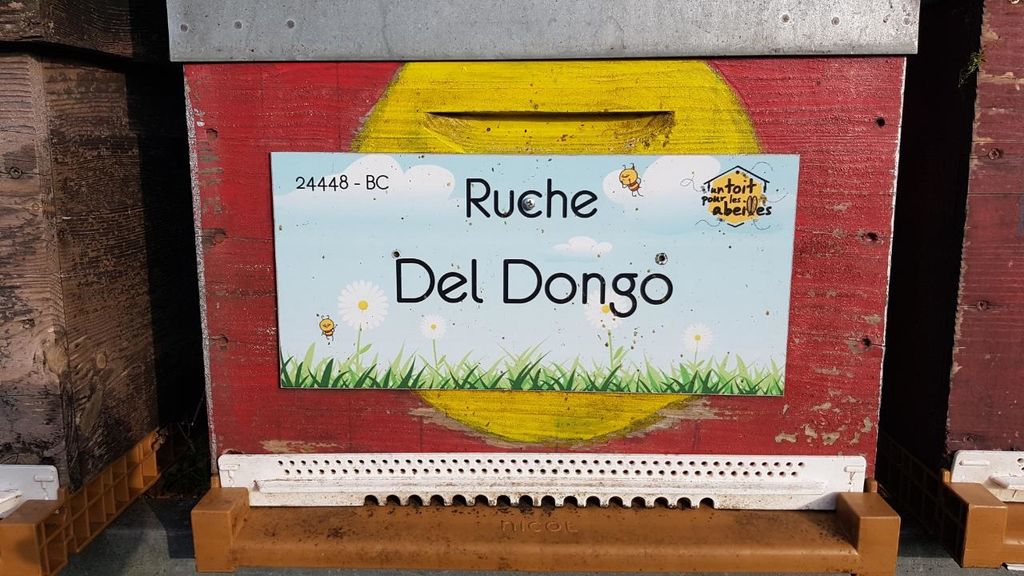 24448 - BC
Ruche
un toit
pour les
abeilles
Del Dongo
NICOT